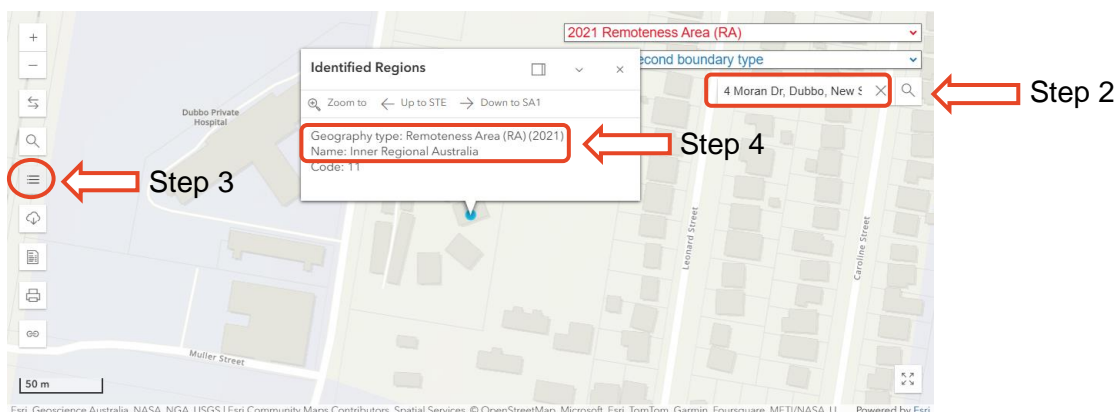 2021 Remoteness Area (RA)
econd boundary type
4 Moran Dr, Dubbo, New S
Step 2
Identified Regions
Zoom to
Up to STE
Down to SA1
Geography type: Remoteness Area (RA) (2021)
Name: Inner Regional Australia
Code: 11
Step 4
Step 3
Dubbo Private
Hospital
Leonard Street
Caroline Street
Muller Street
50 m
Esri, Geoscience Australia, NASA, NGA, USGS | Esri Community Maps Contributors, Spatial Services, © OpenStreetMap, Microsoft, Esri, TomTom, Garmin, Foursquare, METI/NASA, U
Powered by Esri